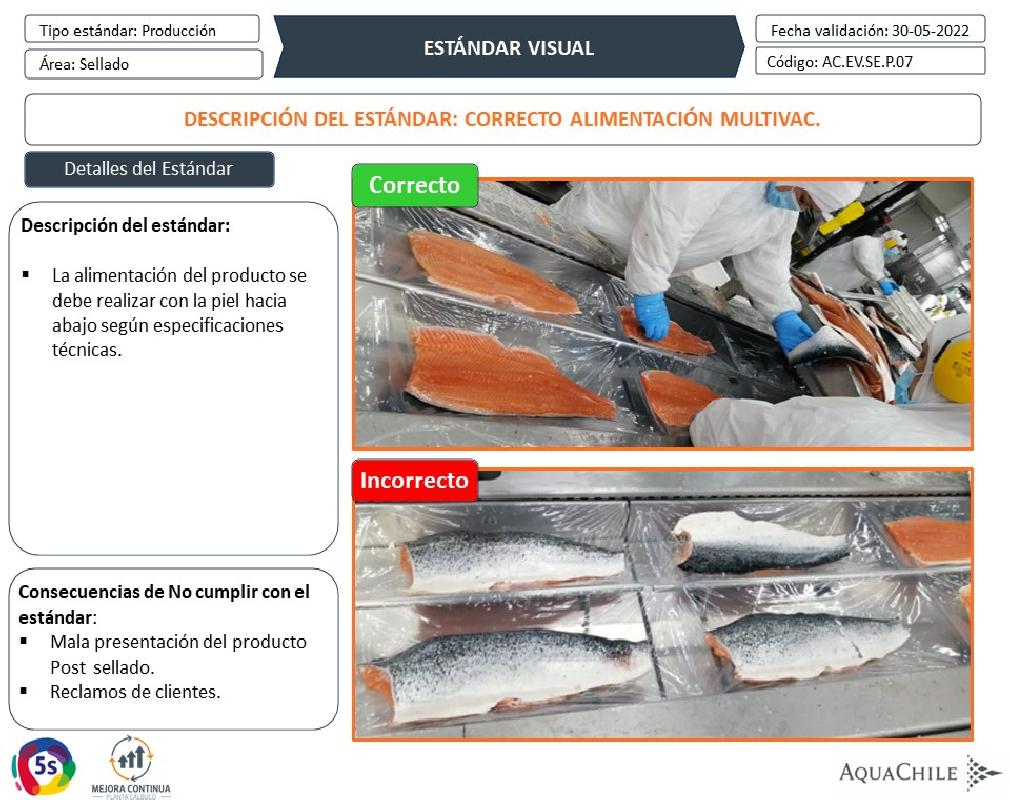 Tipo estándar: Producción
Área: Sellado
ESTÁNDAR VISUAL
Fecha validación: 30-05-2022
Código: AC.EV.SE.P.07
DESCRIPCIÓN DEL ESTÁNDAR: CORRECTO ALIMENTACIÓN MULTIVAC.
Detalles del Estándar
Descripción del estándar:
▪ La alimentación del producto se
debe realizar con la piel hacia
abajo según especificaciones
técnicas.
Consecuencias de No cumplir con el
estándar:
▪ Mala presentación del producto
Post sellado.
▪ Reclamos de clientes.
Correcto
Incorrecto
5s
MEJORA CONTINUA
PLANTA CALBUCO
AQUACHILE